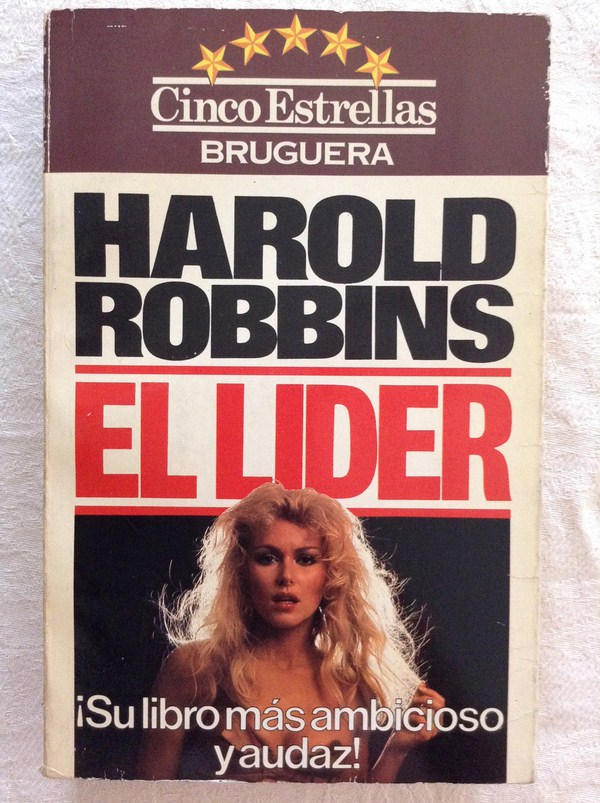 Cinco Estrellas
BRUGUERA
HAROLD
ROBBINS
EL LIDER
¡Su libro más ambicioso
y audaz!